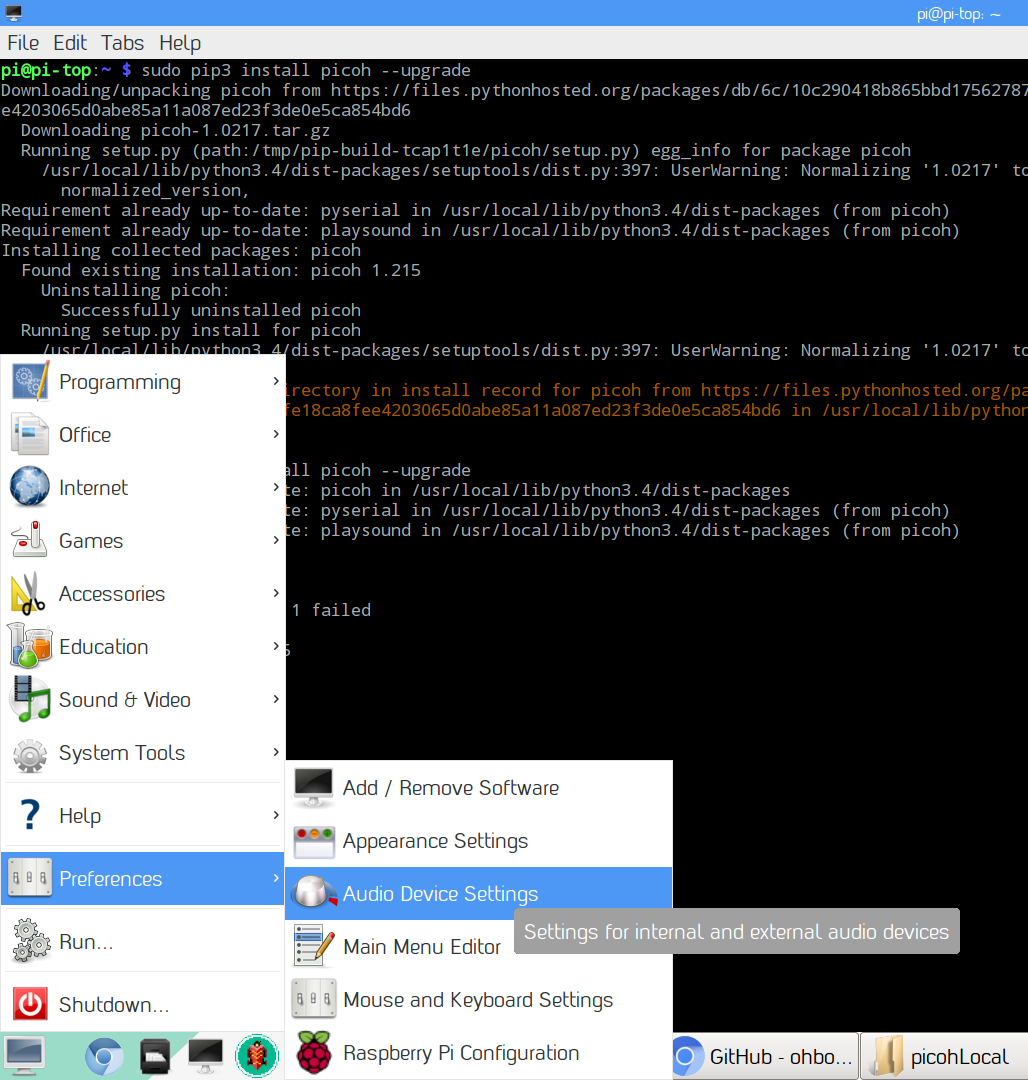 pi@pi-top: ~
File Edit Tabs Help
pi@pi-top:~ $ sudo pip3 install picoh --upgrade
Downloading/unpacking picoh from https://files.pythonhosted.org/packages/db/6c/10c290418b865bbd17562787
e4203065d0abe85a11a087ed23f3de0e5ca854bd6
Downloading picoh-1.0217.tar.gz
Running setup.py (path:/tmp/pip-build-tcap1t1e/picoh/setup.py) egg_info for package picoh
/usr/local/lib/python3.4/dist-packages/setuptools/dist.py:397: UserWarning: Normalizing '1.0217' to
normalized_version,
Requirement already up-to-date: pyserial in /usr/local/lib/python3.4/dist-packages (from picoh)
Requirement already up-to-date: playsound in /usr/local/lib/python3.4/dist-packages (from picoh)
Installing collected packages: picoh
Found existing installation: picoh 1.215
Uninstalling picoh:
Successfully uninstalled picoh
Running setup.py install for picoh
/usr/local/lib/python3.4/dist-packages/setuptools/dist.py:397: UserWarning: Normalizing '1.0217' to
irectory in install record for picoh from https://files.pythonhosted.org/pa
fe18ca8fee4203065d0abe85a11a087ed23f3de0e5ca854bd6 in /usr/local/lib/python
all picoh --upgrade
te: picoh in /usr/local/lib/python3.4/dist-packages
te: pyserial in /usr/local/lib/python3.4/dist-packages (from picoh)
te: playsound in /usr/local/lib/python3.4/dist-packages (from picoh)
1 failed
Programming
Office
Internet
Games
Accessories
Education
Sound & Video
System Tools
Help
Preferences
Run...
Shutdown...
Add / Remove Software
Appearance Settings
Audio Device Settings
Settings for internal and external audio devices
Main Menu Editor
Mouse and Keyboard Settings
Raspberry Pi Configuration
GitHub - ohbo...
picohLocal